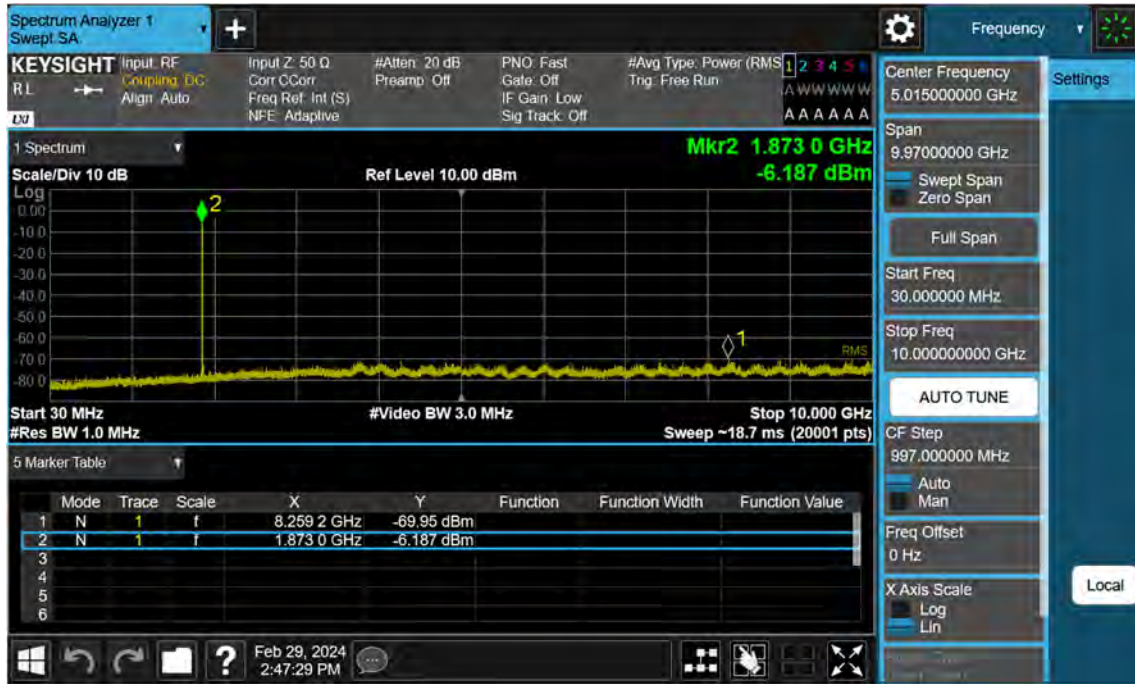 Spectrum Analyzer 1
Swept SA
Frequency
KEYSIGHT
RL
LXI
Input: RF
Coupling: DC
Align: Auto
Input Z: 50 Ω
Corr CCorr
Freq Ref: Int (S)
NFE: Adaptive
#Atten: 20 dB
Preamp: Off
PNO: Fast
Gate: Off
IF Gain: Low
Sig Track: Off
#Avg Type: Power (RMS
Trig: Free Run
1 2 3 4 5 6
A W W W W W
A A A A A A
1 Spectrum
Scale/Div 10 dB
Ref Level 10.00 dBm
Mkr2 1.873 0 GHz
-6.187 dBm
Log
0.00
-10.0
-20.0
-30.0
-40.0
-50.0
-60.0
-70.0
-80.0
2
1
RMS
Start 30 MHz
#Video BW 3.0 MHz
Stop 10.000 GHz
#Res BW 1.0 MHz
Sweep ~18.7 ms (20001 pts)
5 Marker Table
Mode Trace Scale X Y Function Function Width Function Value
1 N 1 f 8.259 2 GHz -69.95 dBm
2 N 1 f 1.873 0 GHz -6.187 dBm
3
4
5
6
?
Feb 29, 2024
2:47:29 PM
Center Frequency
5.015000000 GHz
Span
9.97000000 GHz
Swept Span
Zero Span
Full Span
Start Freq
30.000000 MHz
Stop Freq
10.000000000 GHz
AUTO TUNE
CF Step
997.000000 MHz
Auto
Man
Freq Offset
0 Hz
X Axis Scale
Log
Lin
Settings
Local